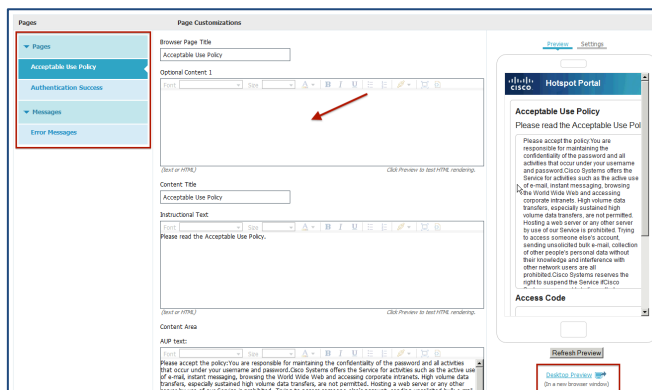 Pages
Page Customizations
Pages
Acceptable Use Policy
Authentication Success
Messages
Error Messages
Browser Page Title
Acceptable Use Policy
Optional Content 1
Font Size A B I U
(text or HTML) Click Preview to test HTML rendering.
Content Title
Acceptable Use Policy
Instructional Text
Font Size A B I U
Please read the Acceptable Use Policy.
(text or HTML) Click Preview to test HTML rendering.
Content Area
AUP text:
Font Size A B I U
Please accept the policy:You are responsible for maintaining the confidentiality of the password and all activities
that occur under your username and password.Cisco Systems offers the Service for activities such as the active use
of e-mail, instant messaging, browsing the World Wide Web and accessing corporate intranets. High volume data
transfers, especially sustained high volume data transfers, are not permitted. Hosting a web server or any other
Preview Settings
CISCO Hotspot Portal
Acceptable Use Policy
Please read the Acceptable Use Pol
Please accept the policy:You are
responsible for maintaining the
confidentiality of the password and all
activities that occur under your username
and password.Cisco Systems offers the
Service for activities such as the active use
of e-mail, instant messaging, browsing
the World Wide Web and accessing
corporate intranets. High volume data
transfers, especially sustained high
volume data transfers, are not permitted.
Hosting a web server or any other server
by use of our Service is prohibited. Trying
to access someone else's account,
sending unsolicited bulk e-mail, collection
of other people's personal data without
their knowledge and interference with
other network users are all
prohibited.Cisco Systems reserves the
right to suspend the Service ifCisco
Access Code
Refresh Preview
Desktop Preview
(In a new browser window)